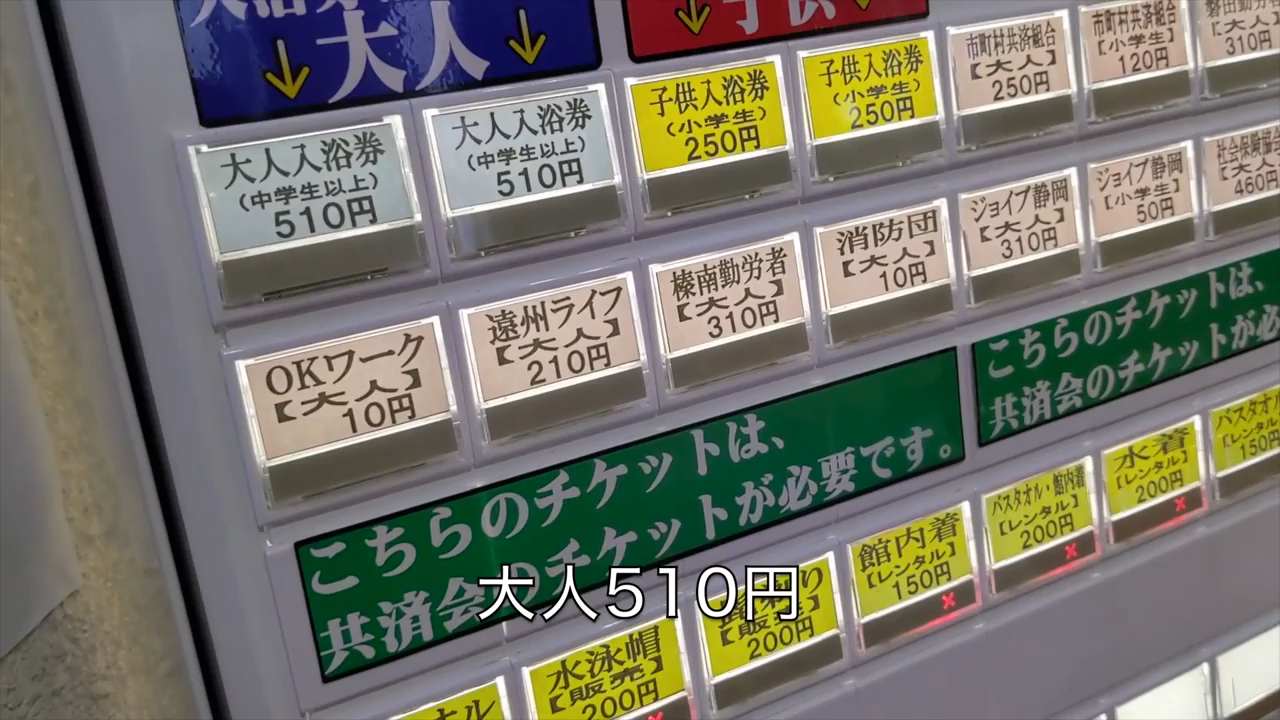 大人
子供
大人入浴券
(中学生以上)
510円
大人入浴券
(中学生以上)
510円
子供入浴券
(小学生)
250円
子供入浴券
(小学生)
250円
市町村共済組合
【大人】
250円
市町村共済組合
【小学生】
120円
【大人】
310円
OKワーク
【大人】
10円
遠州ライフ
【大人】
210円
榛南勤労者
【大人】
310円
消防団
【大人】
10円
ジョイブ静岡
【大人】
310円
ジョイブ静岡
【小学生】
50円
社会保険協会
【大人】
460円
こちらのチケットは、
共済会のチケットが必要です。
こちらのチケットは、
共済会のチケットが必
水泳帽
【販売】
200円
【販売】
200円
館内着
【レンタル】
150円
バスタオル・館内着
【レンタル】
200円
水着
【レンタル】
200円
バスタオル
【レンタル】
150円
大人510円